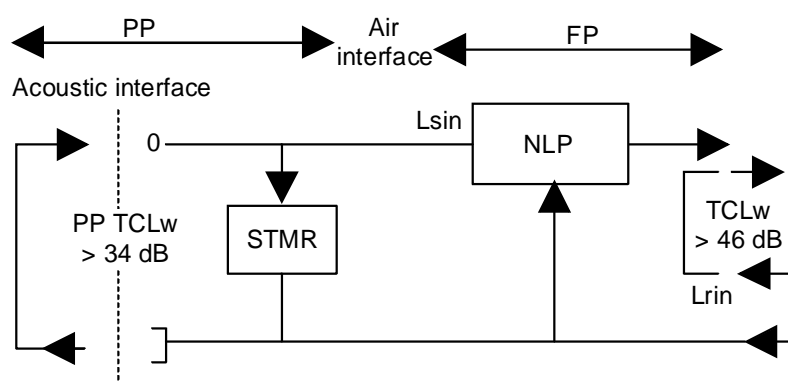 PP
Air
interface
FP
Acoustic interface
0
Lsin
NLP
PP TCLw
> 34 dB
STMR
TCLw
> 46 dB
Lrin